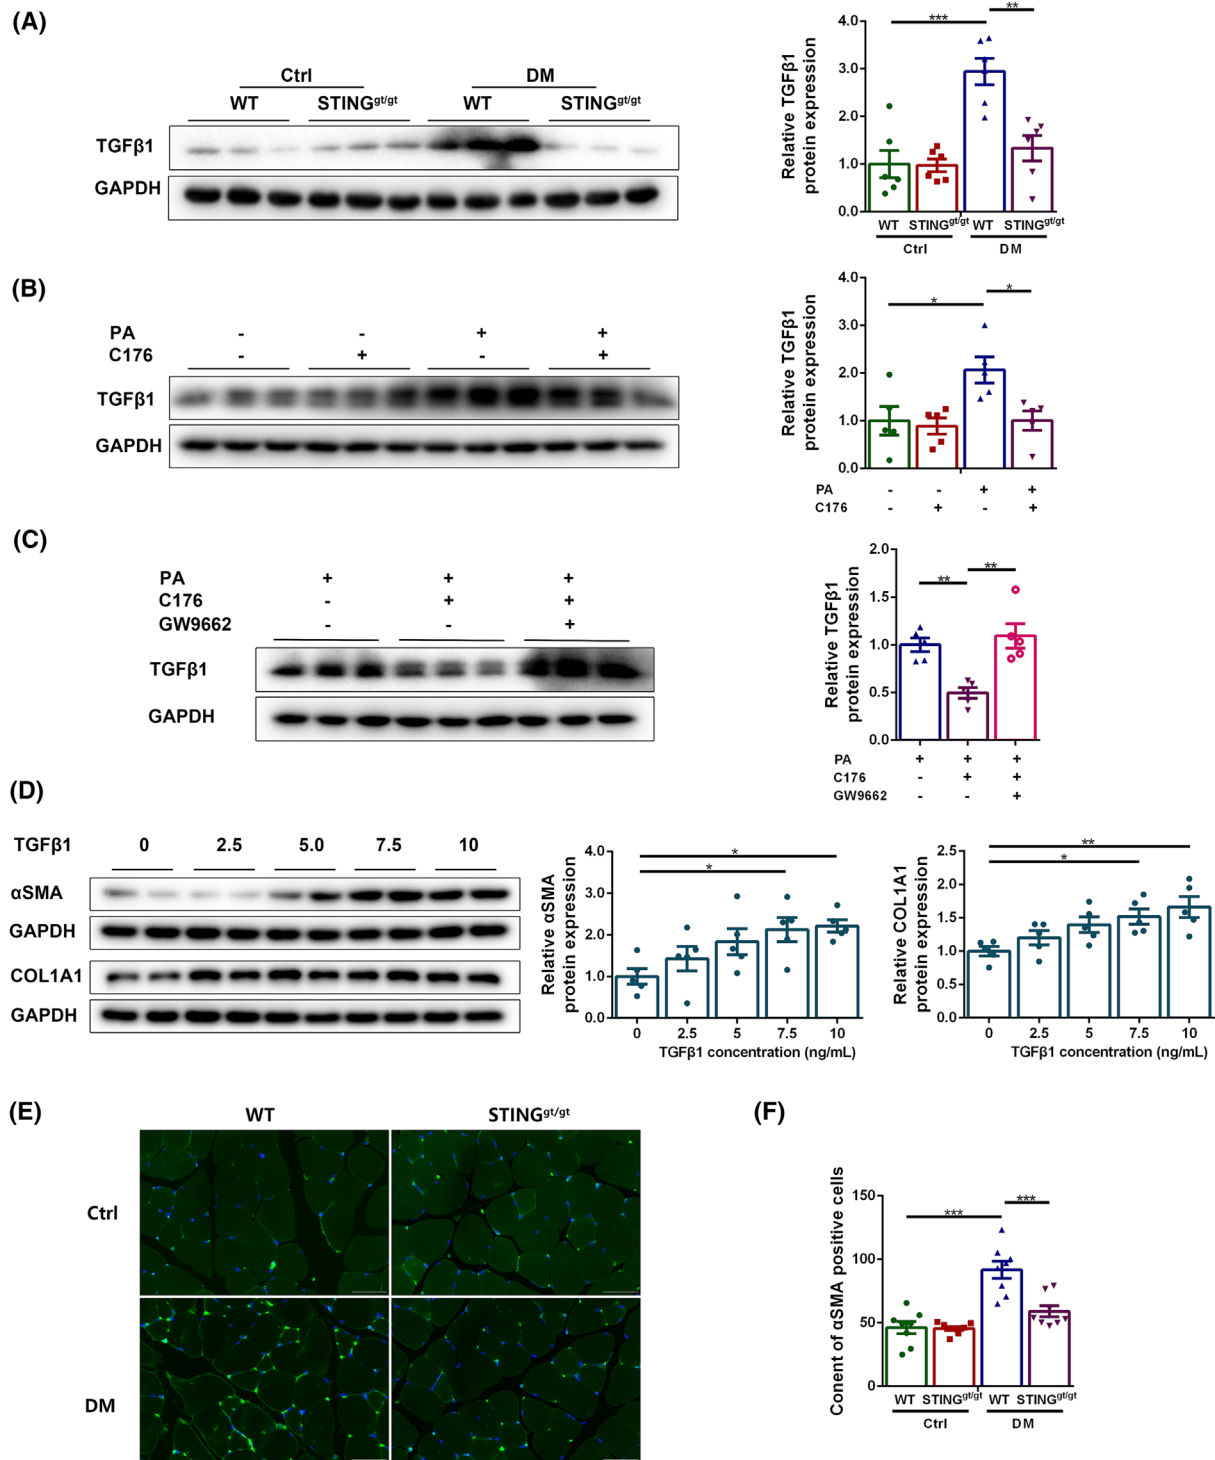 (A)
Ctrl DM
WT STINGgt/gt WT STINGgt/gt
TGFβ1
GAPDH
Relative TGFβ1
protein expression
4.0
3.0
2.0
1.0
0.0
*** **
WT STINGgt/gt WT STINGgt/gt
Ctrl DM
(B)
PA - - + +
C176 - + - +
TGFβ1
GAPDH
Relative TGFβ1
protein expression
4.0
3.0
2.0
1.0
0.0
* *
PA - - + +
C176 - + - +
(C)
PA + + +
C176 - + +
GW9662 - - +
TGFβ1
GAPDH
Relative TGFβ1
protein expression
2.0
1.5
1.0
0.5
0.0
** **
PA + + +
C176 - + +
GW9662 - - +
(D)
TGFβ1 0 2.5 5.0 7.5 10
αSMA
GAPDH
COL1A1
GAPDH
Relative αSMA
protein expression
4.0
3.0
2.0
1.0
0.0
*
*
0 2.5 5 7.5 10
TGFβ1 concentration (ng/mL)
Relative COL1A1
protein expression
2.5
2.0
1.5
1.0
0.5
0.0
**
*
0 2.5 5 7.5 10
TGFβ1 concentration (ng/mL)
(E)
WT STINGgt/gt
Ctrl
DM
(F)
Conent of αSMA positive cells
150
100
50
0
*** ***
WT STINGgt/gt WT STINGgt/gt
Ctrl DM